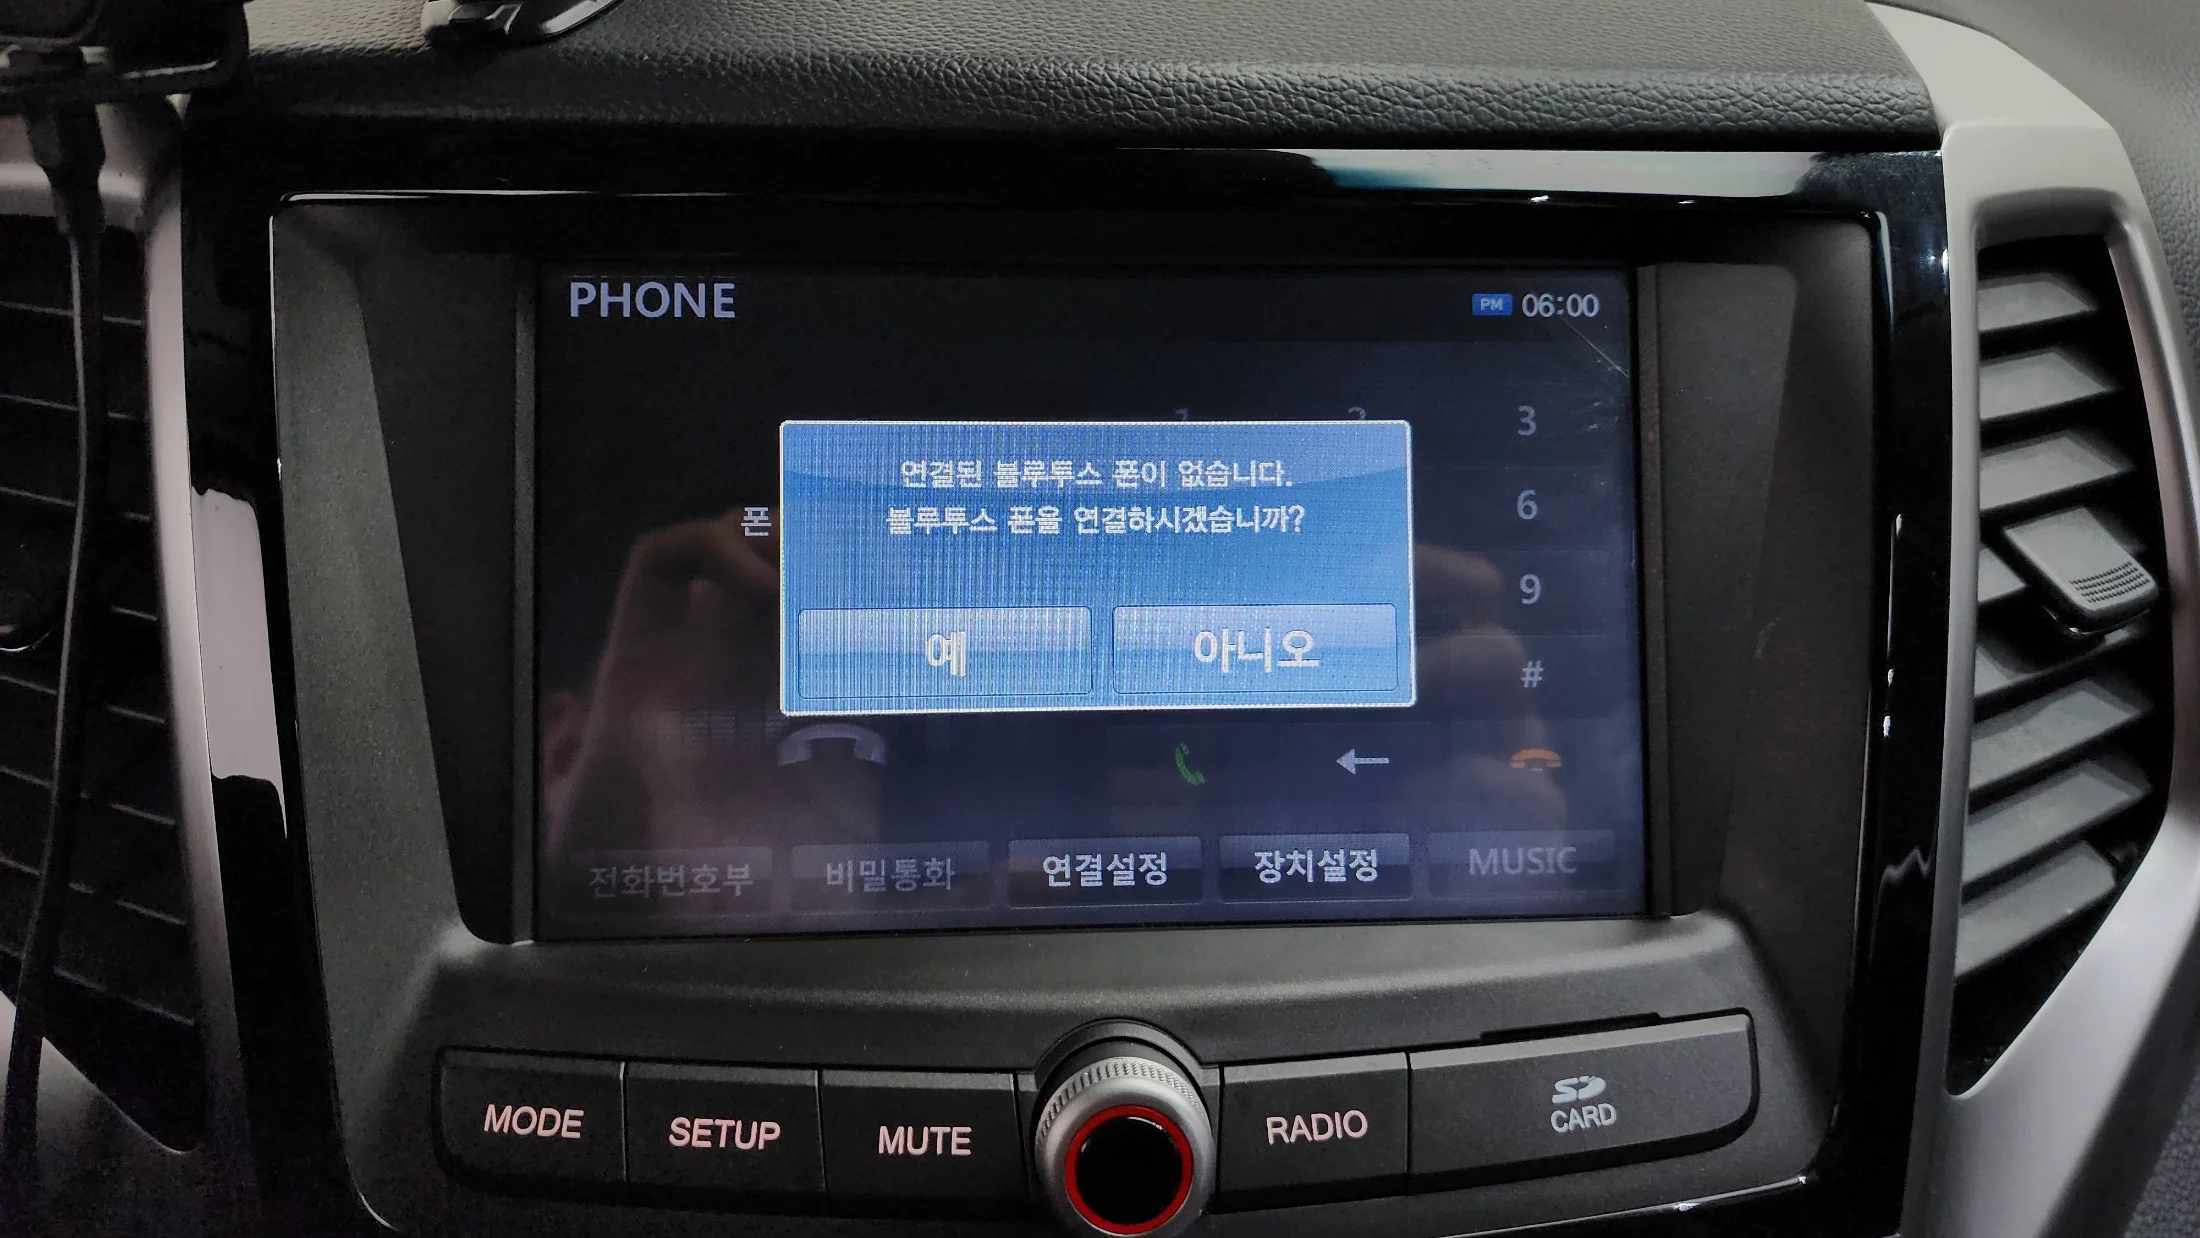 PHONE
PM 06:00
3
연결된 블루투스 폰이 없습니다.
블루투스 폰을 연결하시겠습니까?
폰
6
9
예
아니오
#
전화번호부
비밀통화
연결설정
장치설정
MUSIC
MODE
SETUP
MUTE
RADIO
SD
CARD